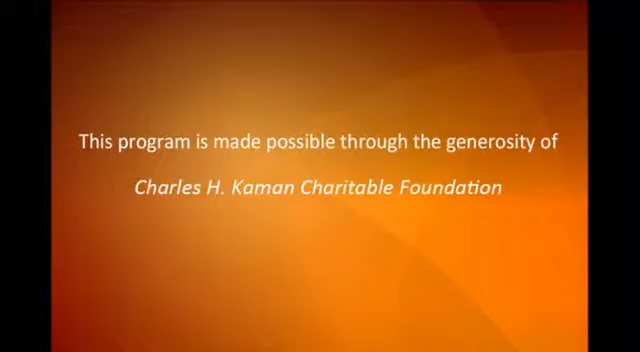 This program is made possible through the generosity of
Charles H. Kaman Charitable Foundation